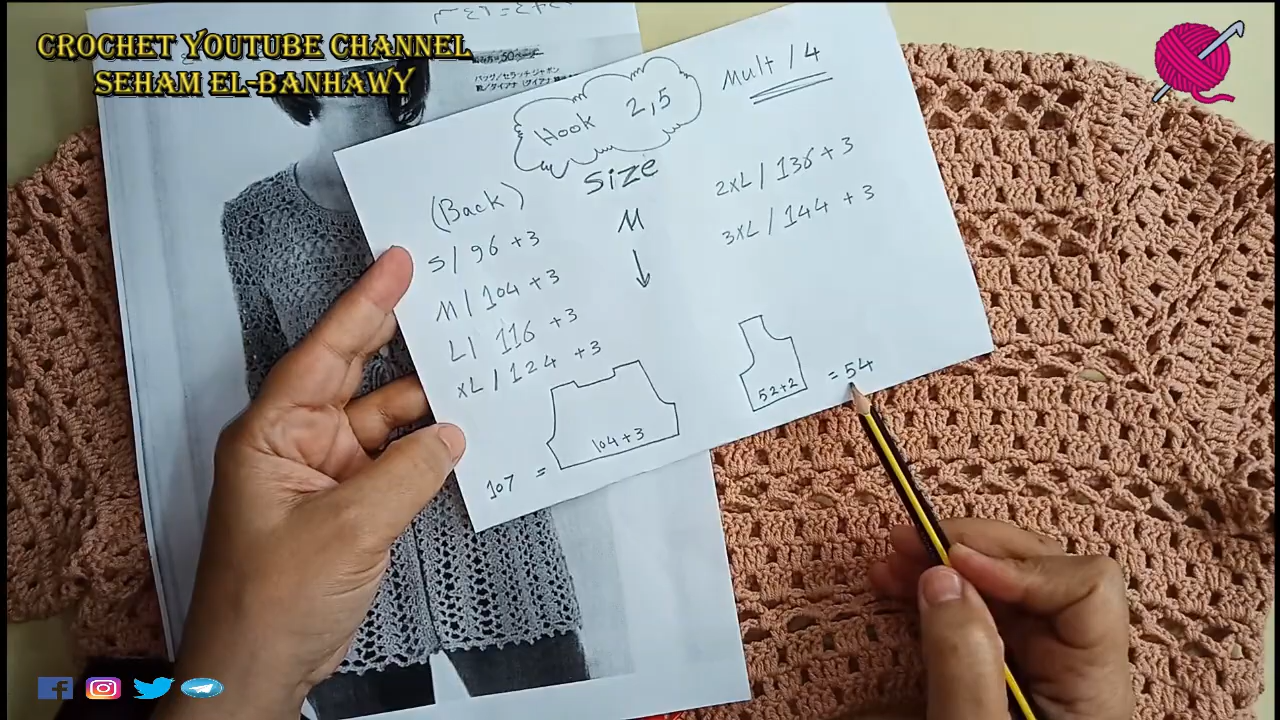 CROCHET YOUTUBE CHANNEL
SEHAM EL-BANHAWY
Hook 2,5
Mult / 4
Size
M
(Back)
S / 96 + 3
M / 104 + 3
L / 116 + 3
XL / 124 + 3
2XL / 136 + 3
3XL / 144 + 3
107 =
104 + 3
52+2
= 54